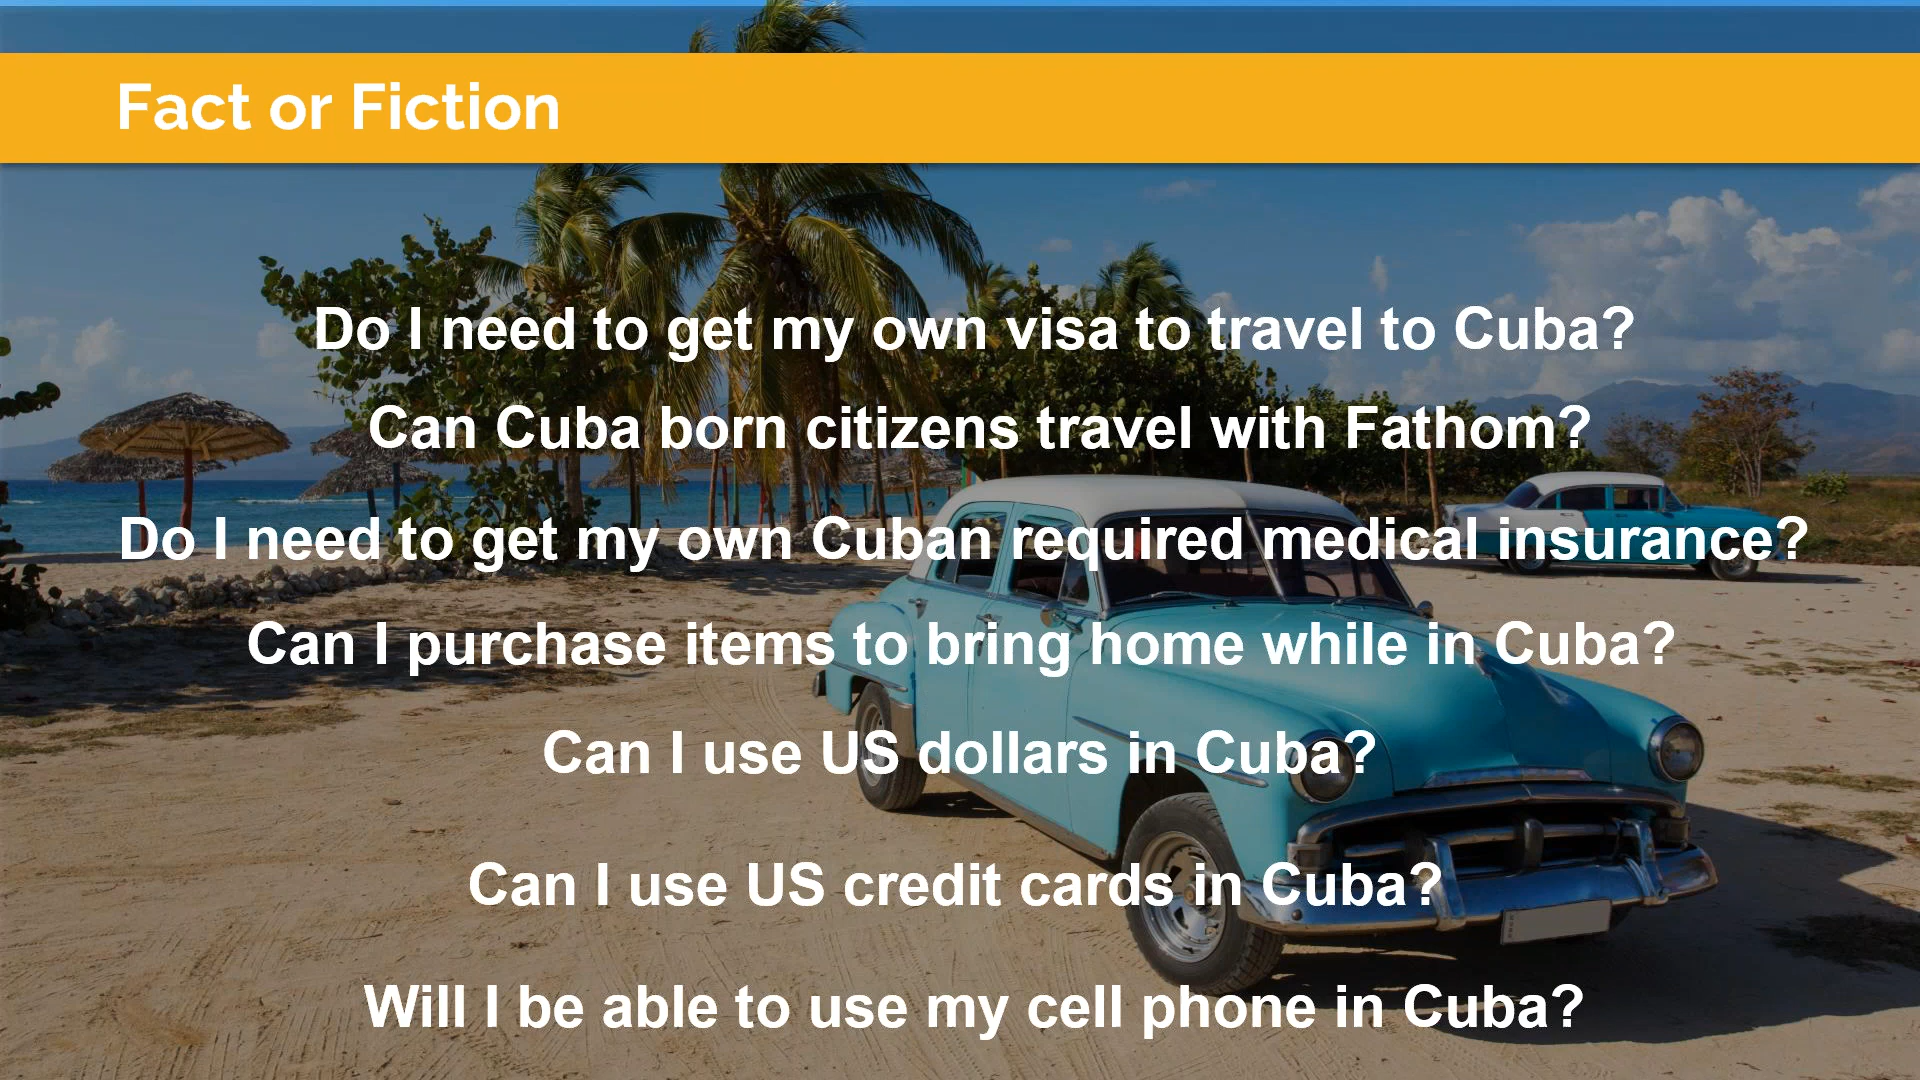 Fact or Fiction
Do I need to get my own visa to travel to Cuba?
Can Cuba born citizens travel with Fathom?
Do I need to get my own Cuban required medical insurance?
Can I purchase items to bring home while in Cuba?
Can I use US dollars in Cuba?
Can I use US credit cards in Cuba?
Will I be able to use my cell phone in Cuba?